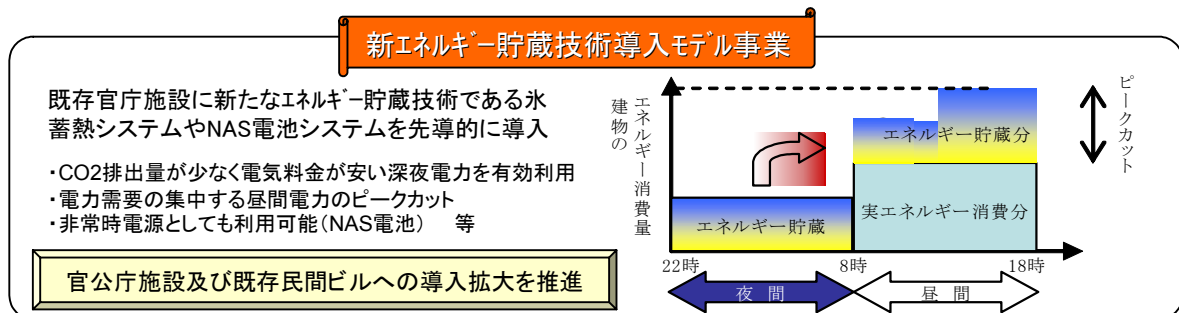 新ｴﾈﾙｷﾞｰ貯蔵技術導入ﾓﾃﾞﾙ事業
既存官庁施設に新たなｴﾈﾙｷﾞｰ貯蔵技術である氷
蓄熱システムやNAS電池システムを先導的に導入
・CO2排出量が少なく電気料金が安い深夜電力を有効利用
・電力需要の集中する昼間電力のピークカット
・非常時電源としても利用可能（NAS電池）　等
官公庁施設及び既存民間ビルへの導入拡大を推進
建物の
エネルギー消費量
エネルギー貯蔵分
ピークカット
エネルギー貯蔵
実エネルギー消費分
22時
8時
18時
夜 間
昼 間